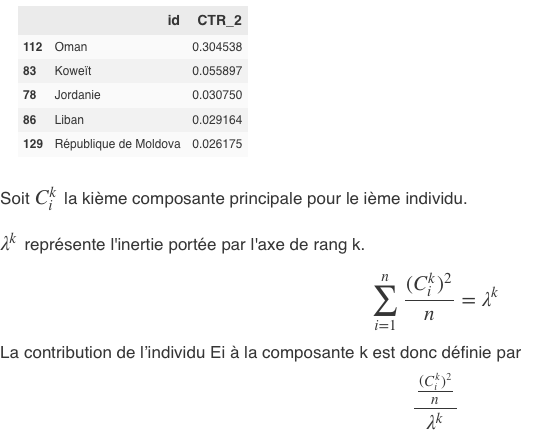 id CTR_2
112 Oman 0.304538
83 Koweït 0.055897
78 Jordanie 0.030750
86 Liban 0.029164
129 République de Moldova 0.026175
Soit C_i^k la kième composante principale pour le ième individu.
λ^k représente l'inertie portée par l'axe de rang k.
\sum_{i=1}^{n} \frac{(C_i^k)^2}{n} = λ^k
La contribution de l'individu Ei à la composante k est donc définie par
\frac{\frac{(C_i^k)^2}{n}}{λ^k}